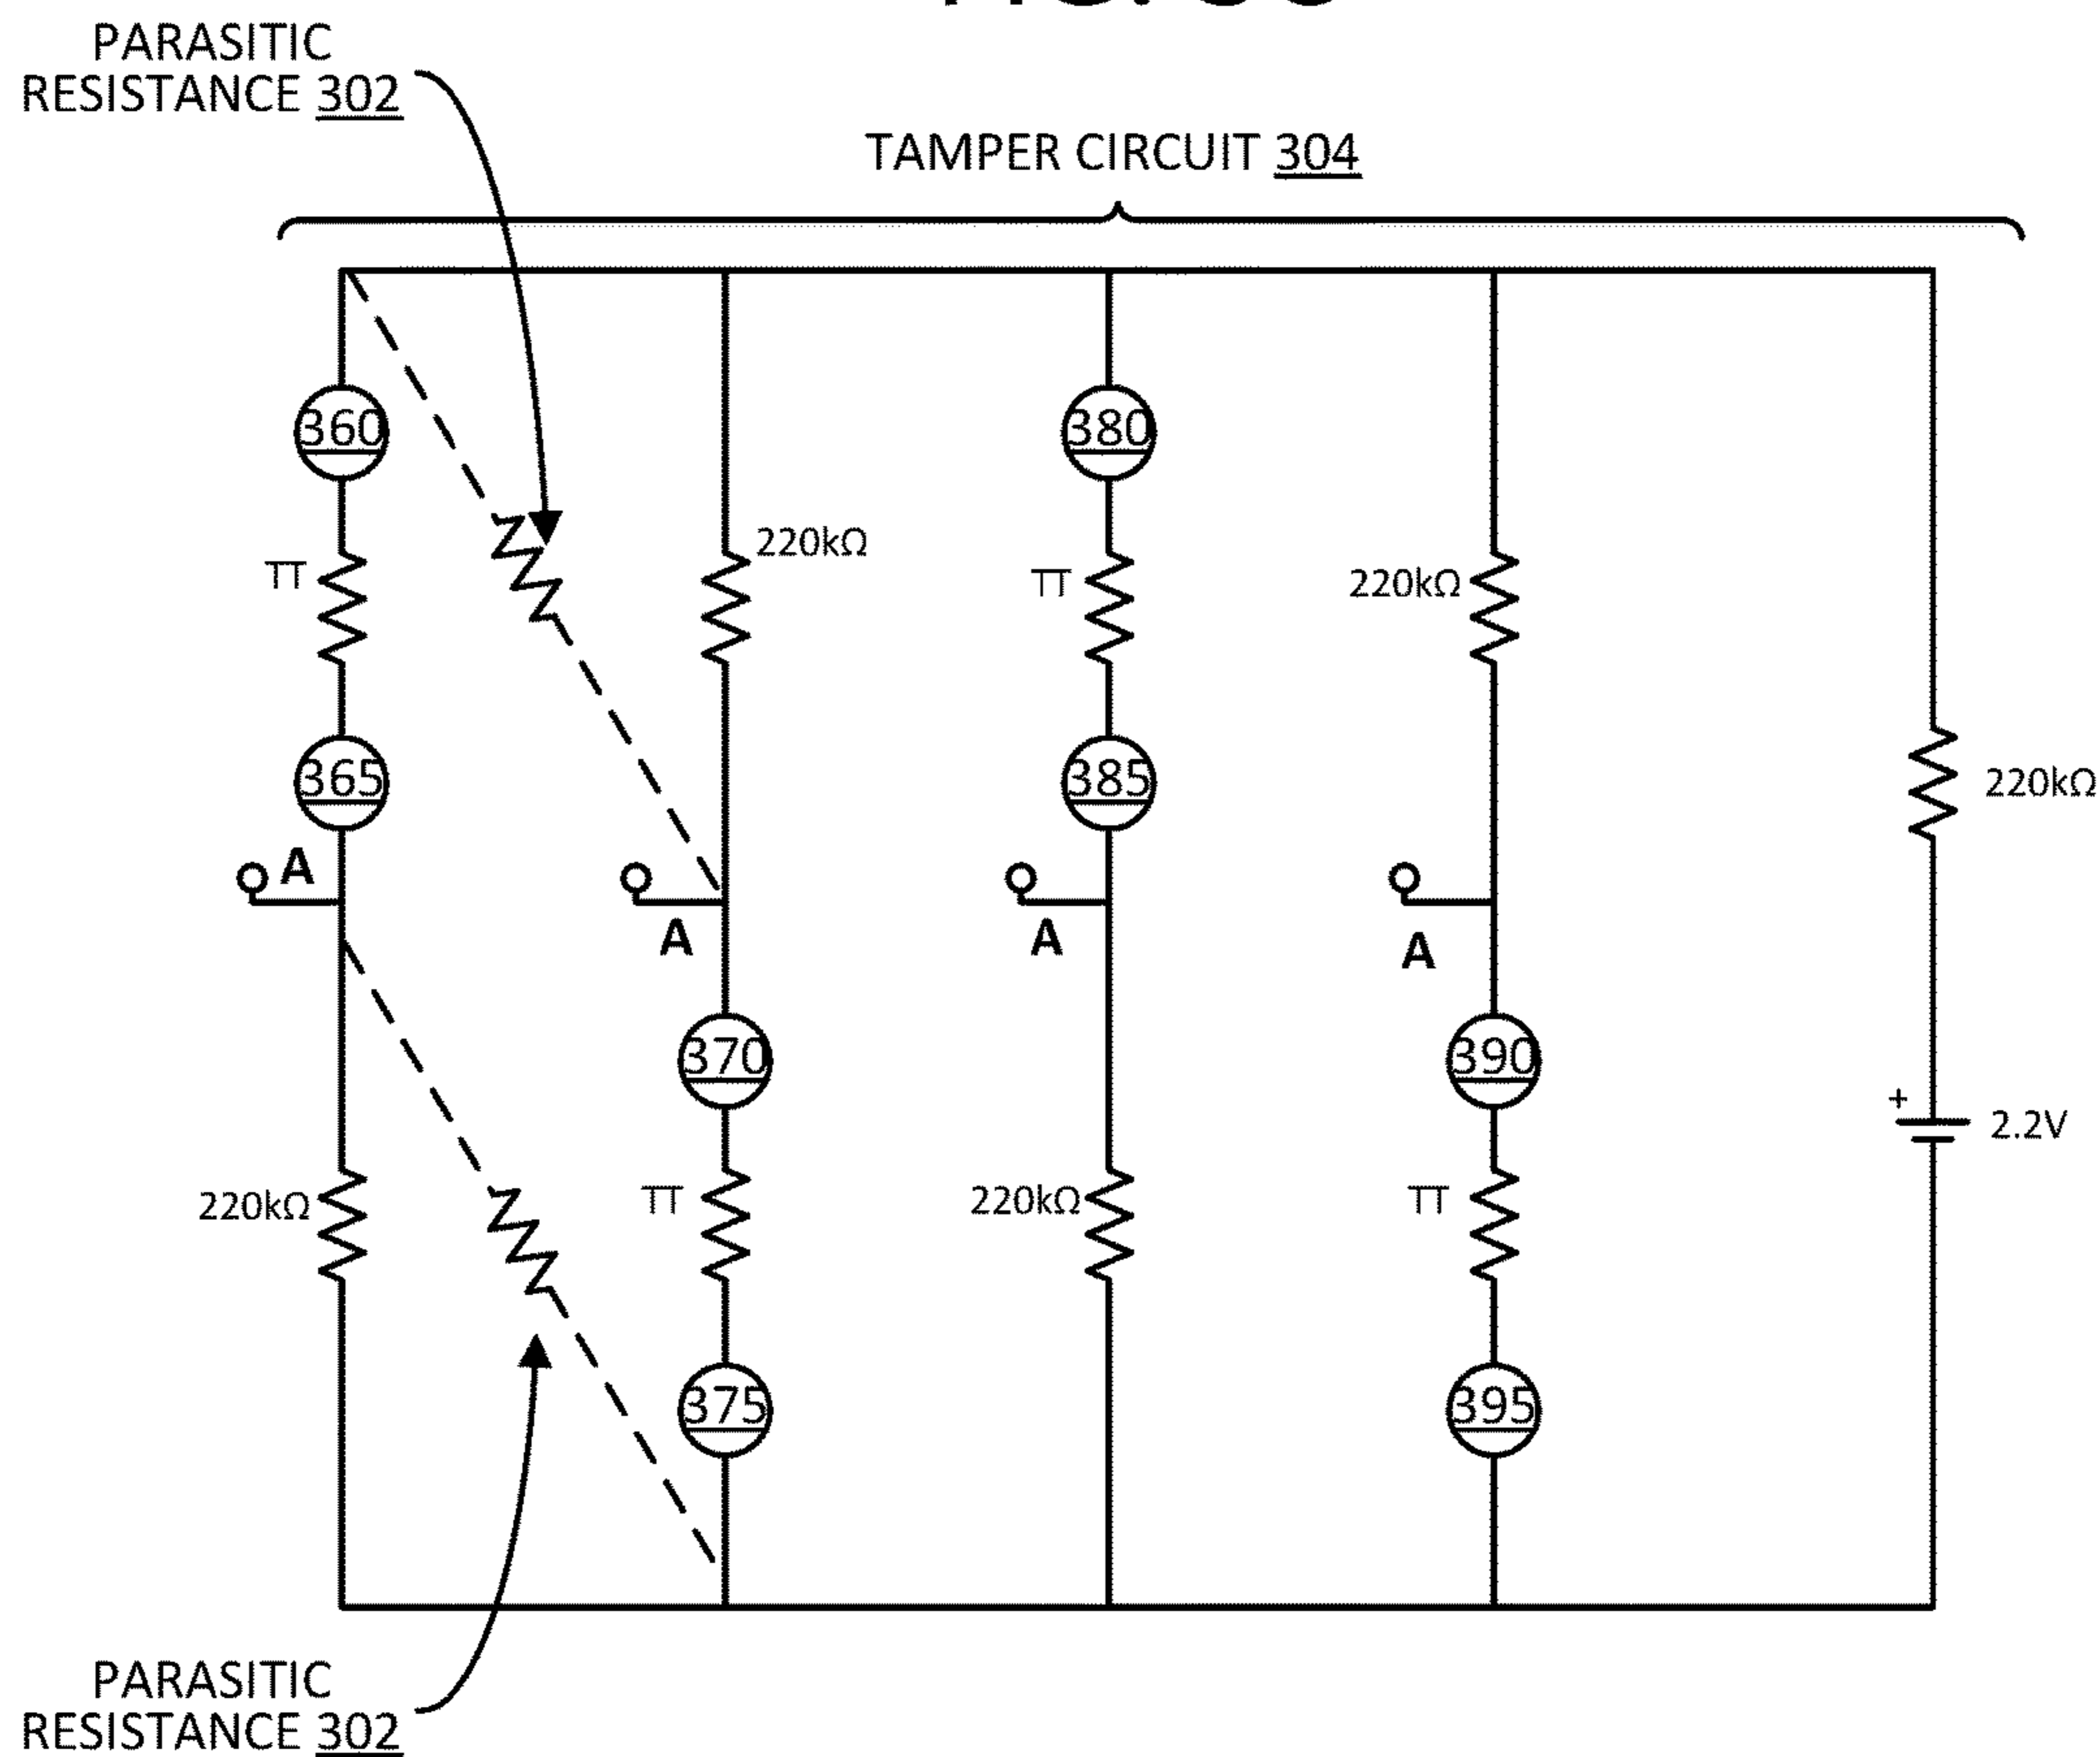 PARASITIC
RESISTANCE 302
TAMPER CIRCUIT 304
360
380
TT
220kΩ
TT
220kΩ
365
385
220kΩ
A
A
A
A
370
390
+
2.2V
220kΩ
TT
220kΩ
TT
375
395
PARASITIC
RESISTANCE 302